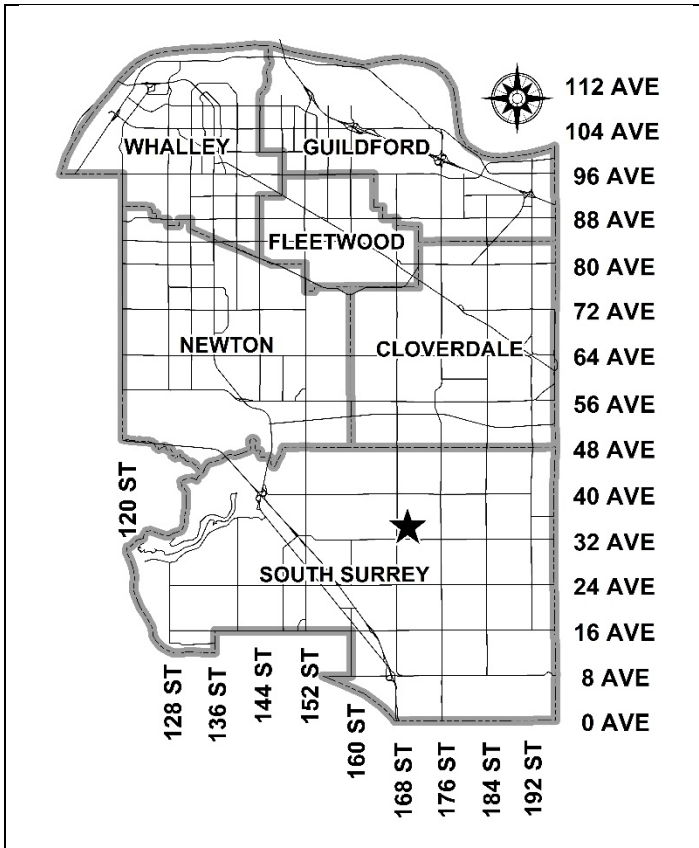 112 AVE
104 AVE
WHALLEY
GUILDFORD
96 AVE
88 AVE
FLEETWOOD
80 AVE
72 AVE
NEWTON
CLOVERDALE
64 AVE
56 AVE
48 AVE
120 ST
40 AVE
32 AVE
SOUTH SURREY
24 AVE
16 AVE
8 AVE
0 AVE
128 ST
136 ST
144 ST
152 ST
160 ST
168 ST
176 ST
184 ST
192 ST